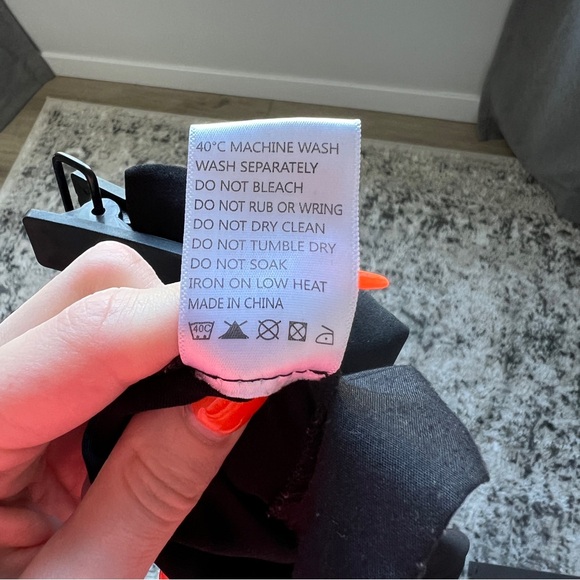 40°C MACHINE WASH
WASH SEPARATELY
DO NOT BLEACH
DO NOT RUB OR WRING
DO NOT DRY CLEAN
DO NOT TUMBLE DRY
DO NOT SOAK
IRON ON LOW HEAT
MADE IN CHINA
40C